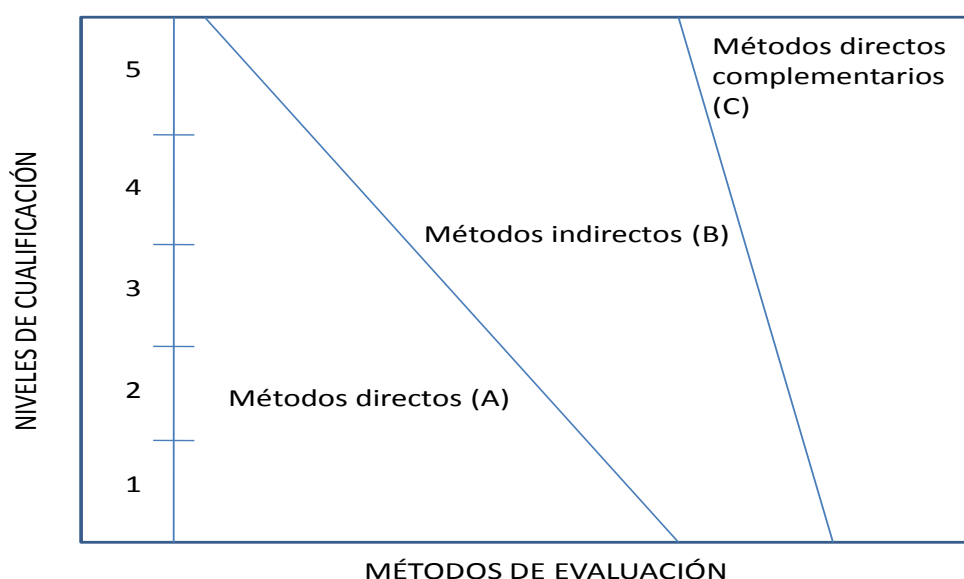 NIVELES DE CUALIFICACIÓN
5
4
3
2
1
Métodos directos
complementarios
(C)
Métodos indirectos (B)
Métodos directos (A)
MÉTODOS DE EVALUACIÓN